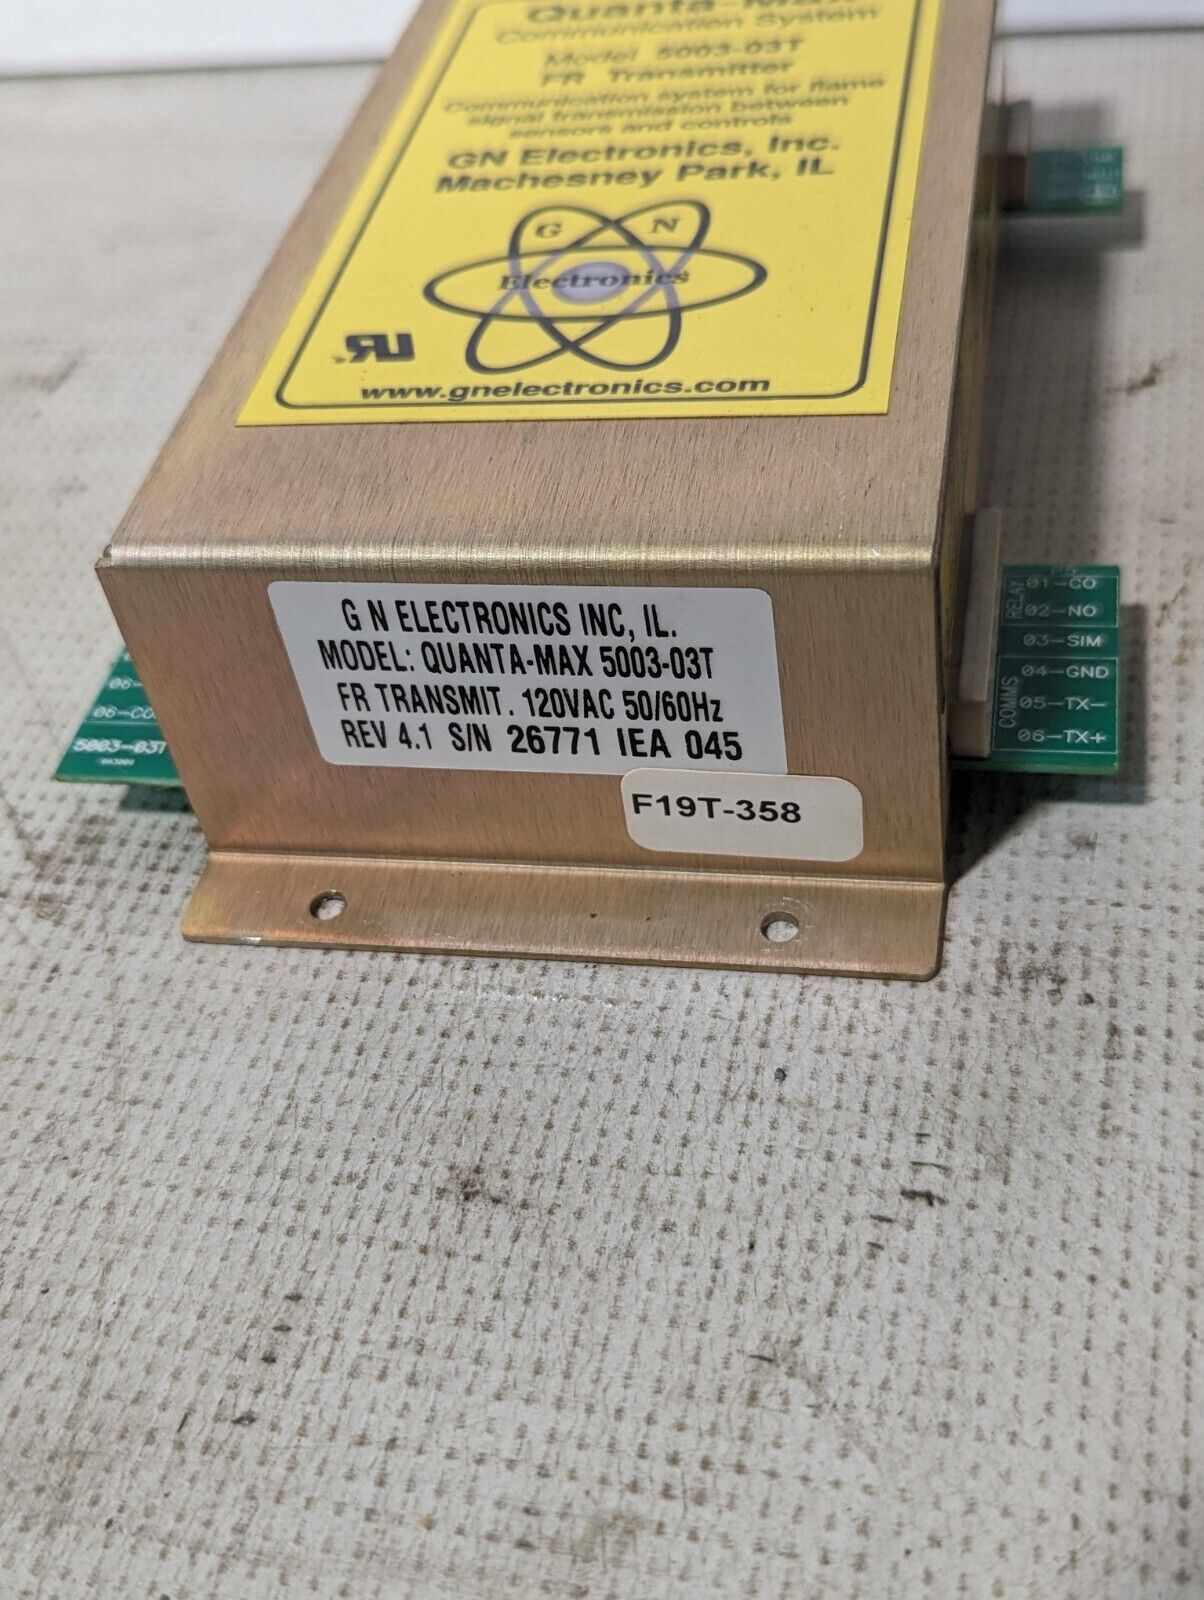 Quanta-Max
Communication System
Model 5003-03T
FR Transmitter
Communication system for flame
signal transmission between
sensors and controls
GN Electronics, Inc.
Machesney Park, IL
G N
Electronics
www.gnelectronics.com
G N ELECTRONICS INC, IL.
MODEL: QUANTA-MAX 5003-03T
FR TRANSMIT. 120VAC 50/60Hz
REV 4.1 S/N 26771 IEA 045
F19T-358
RELAY
01-CO
02-NO
03-SIM
COMMS
04-GND
05-TX-
06-TX+
06-CO
5003-03T